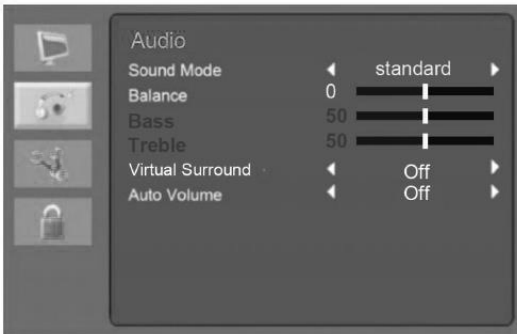 Audio
Sound Mode standard
Balance 0
Bass 50
Treble 50
Virtual Surround Off
Auto Volume Off